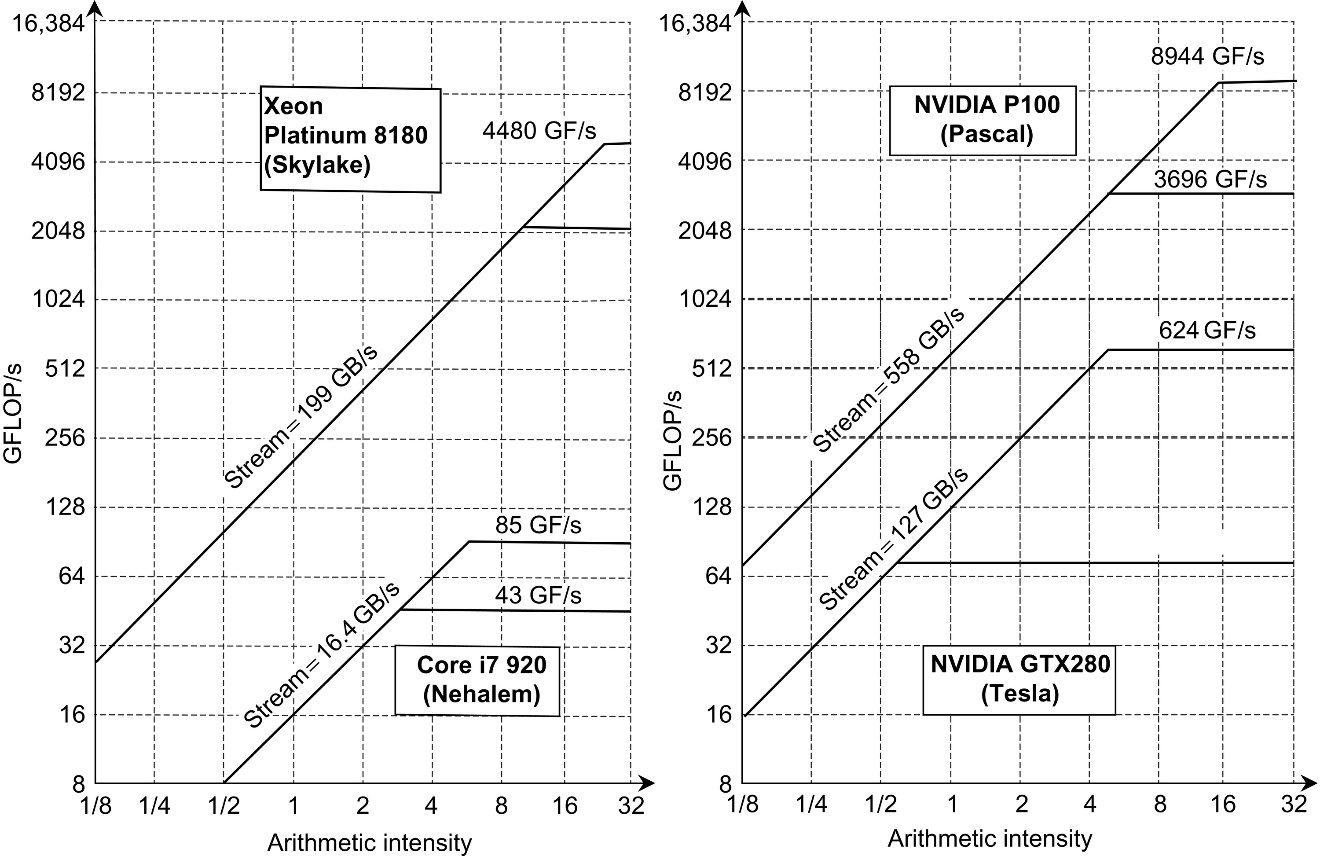 16,384
8192
4096
2048
1024
512
256
128
64
32
16
8
GFLOP/s
Xeon
Platinum 8180
(Skylake)
4480 GF/s
Stream = 199 GB/s
85 GF/s
43 GF/s
Stream = 16.4 GB/s
Core i7 920
(Nehalem)
1/8 1/4 1/2 1 2 4 8 16 32
Arithmetic intensity
16,384
8192
4096
2048
1024
512
256
128
64
32
16
8
GFLOP/s
8944 GF/s
NVIDIA P100
(Pascal)
3696 GF/s
Stream = 558 GB/s
624 GF/s
Stream = 127 GB/s
NVIDIA GTX280
(Tesla)
1/8 1/4 1/2 1 2 4 8 16 32
Arithmetic intensity